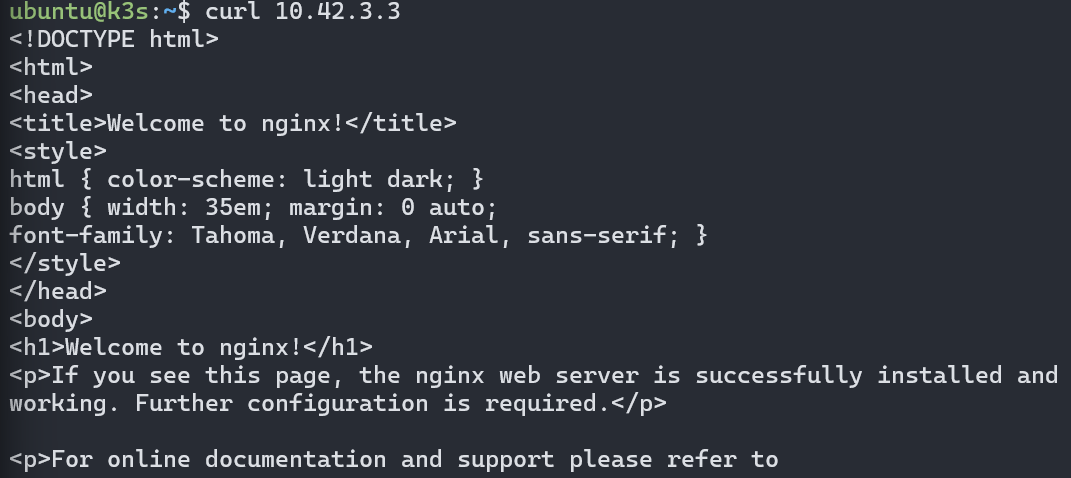 ubuntu@k3s:~$ curl 10.42.3.3
<!DOCTYPE html>
<html>
<head>
<title>Welcome to nginx!</title>
<style>
html { color-scheme: light dark; }
body { width: 35em; margin: 0 auto;
font-family: Tahoma, Verdana, Arial, sans-serif; }
</style>
</head>
<body>
<h1>Welcome to nginx!</h1>
<p>If you see this page, the nginx web server is successfully installed and
working. Further configuration is required.</p>

<p>For online documentation and support please refer to